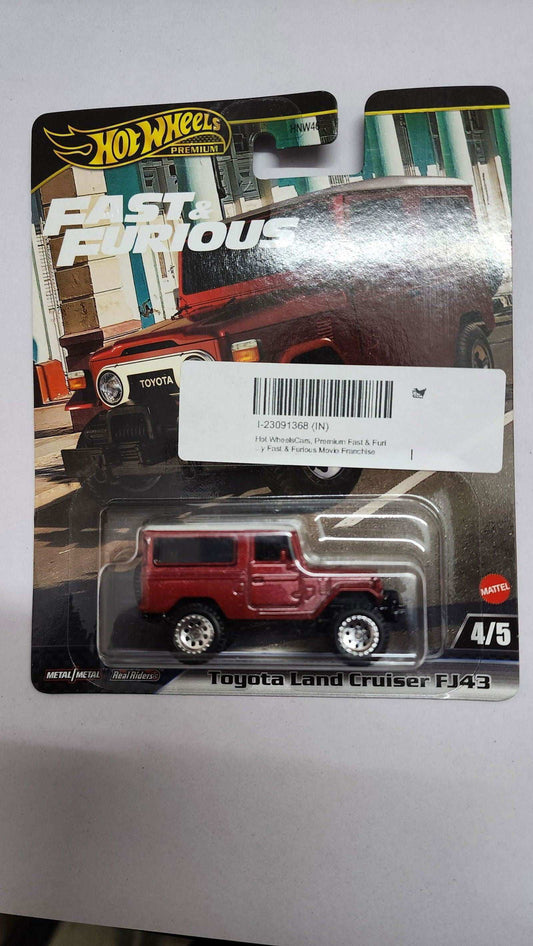 HOT WHEELS
PREMIUM
FAST &
FURIOUS
TOYOTA
I-23091368 (IN)
Hot WheelsCars, Premium Fast & Furi
y Fast & Furious Movie Franchise
MATTEL
4/5
METAL/METAL Real Riders®
Toyota Land Cruiser FJ43